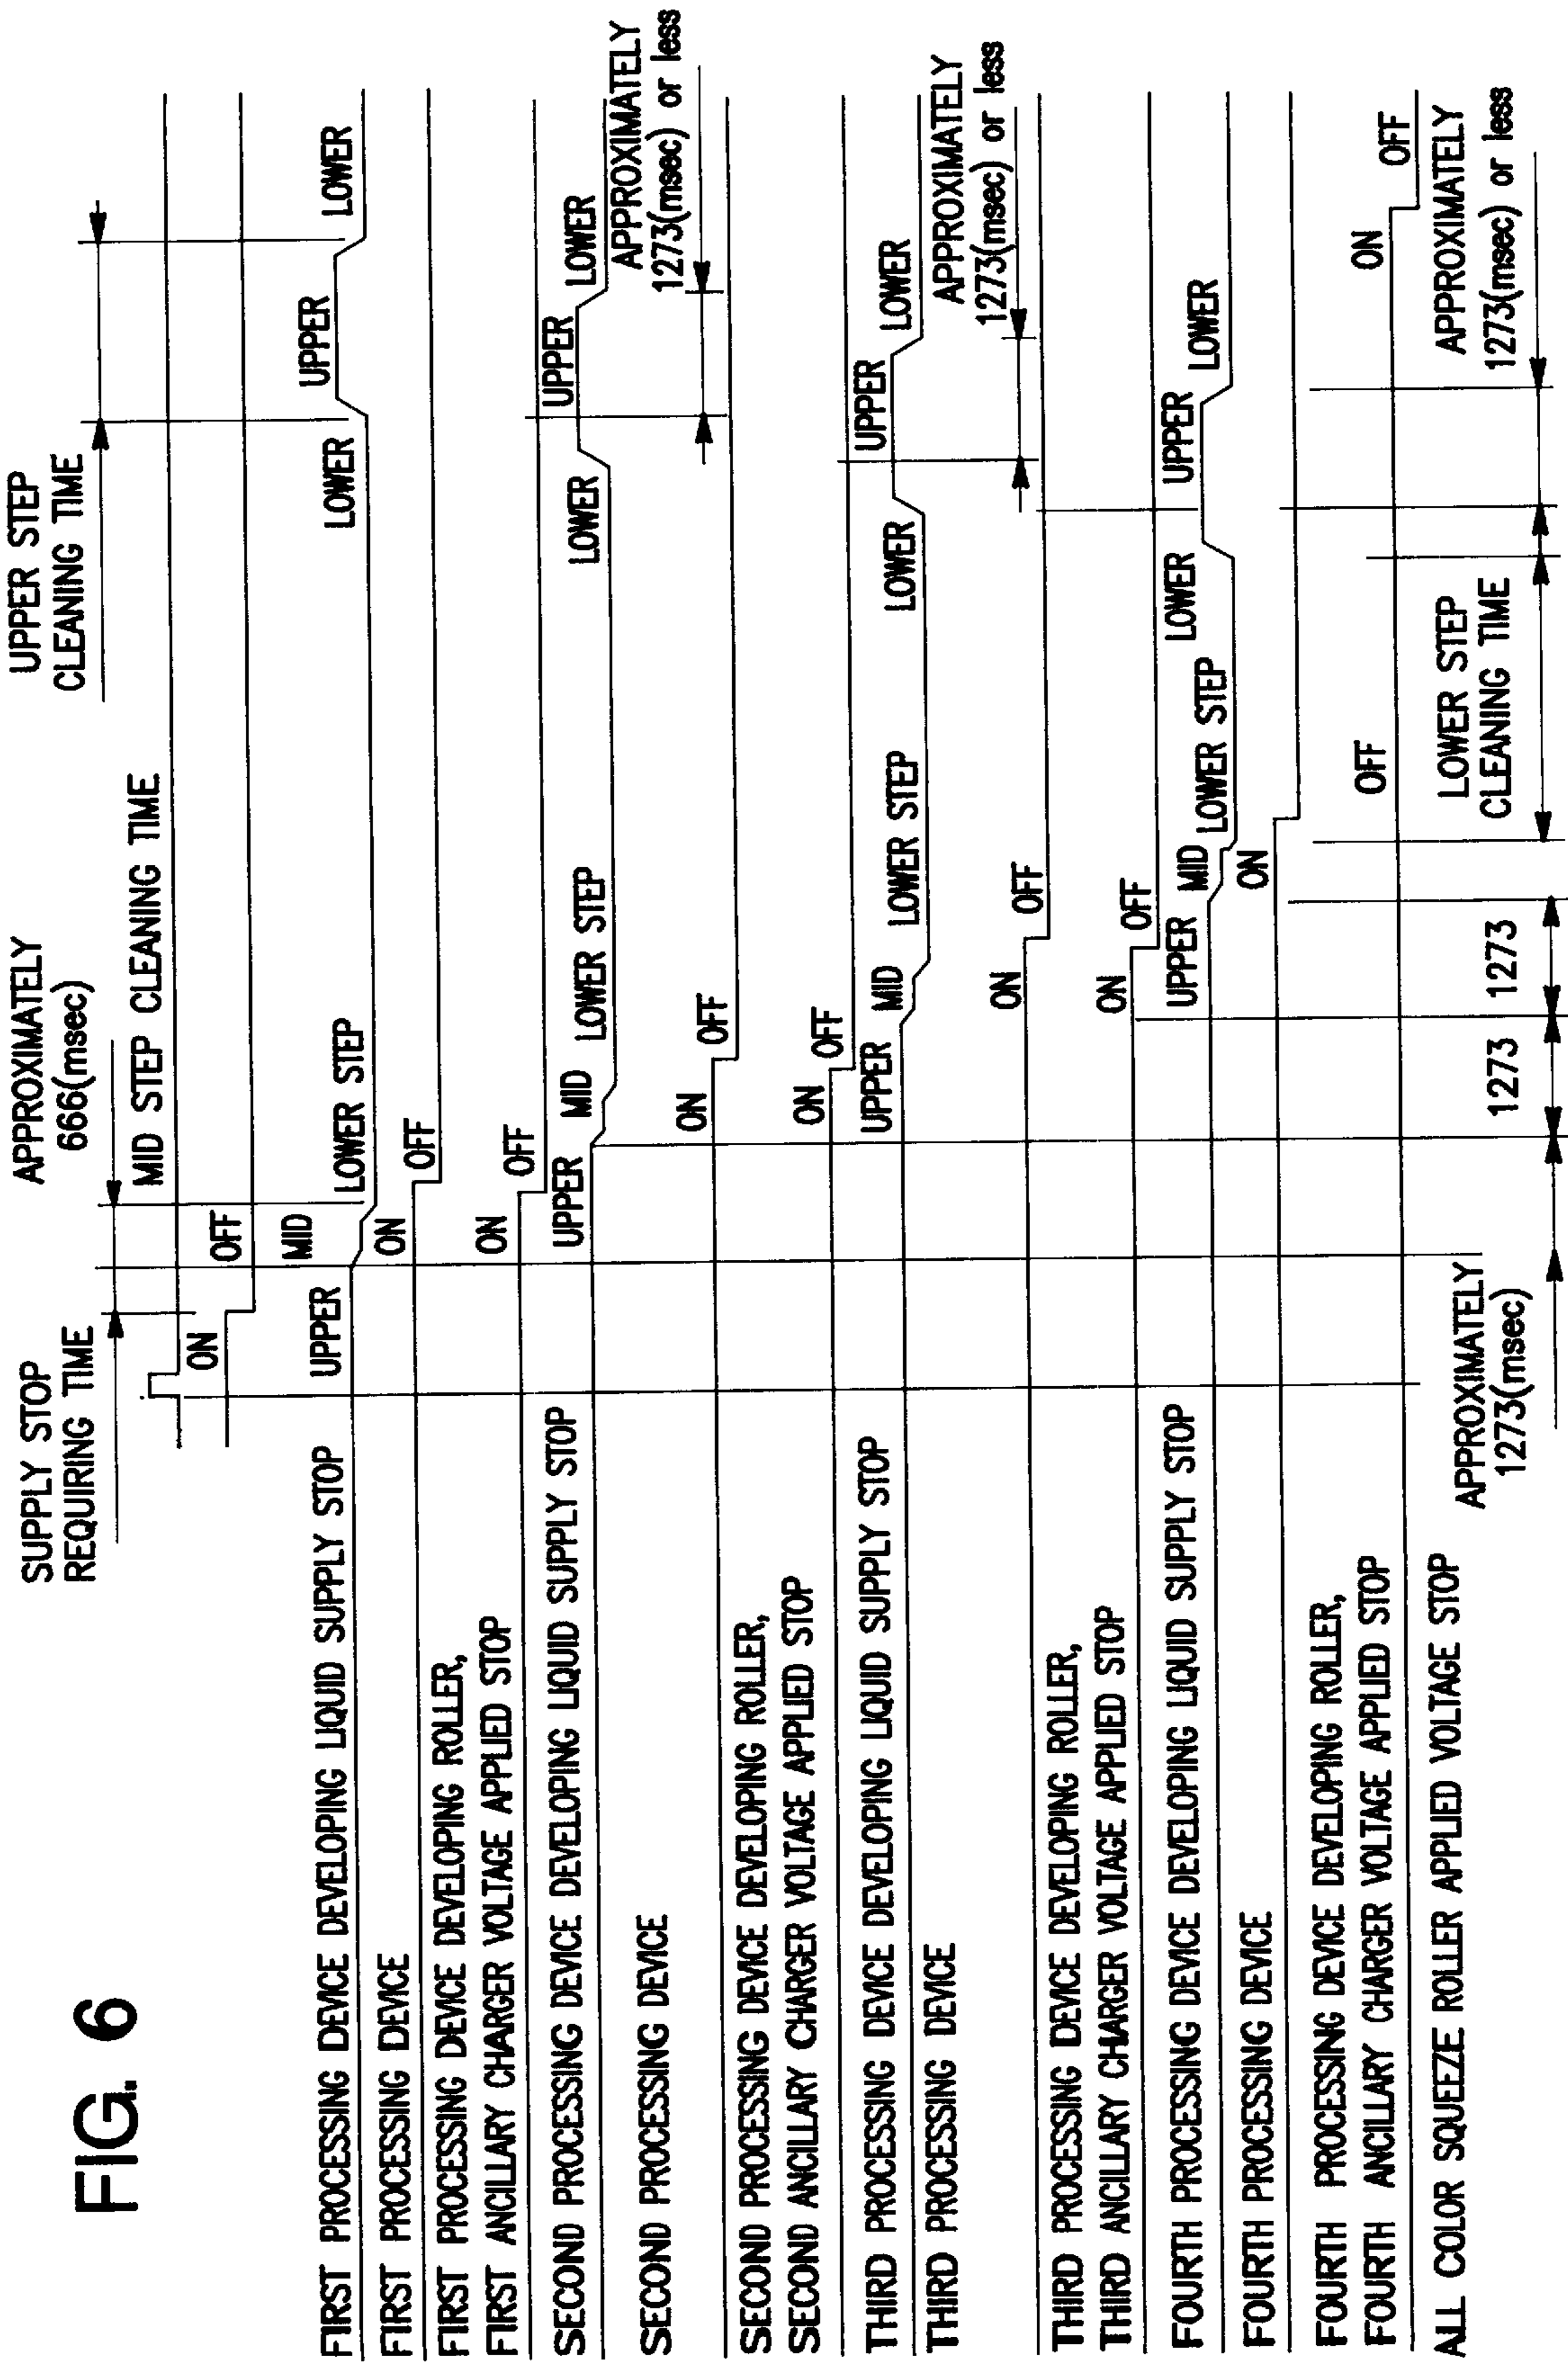 FIG. 6
SUPPLY STOP
REQUIRING TIME
APPROXIMATELY
666(msec)
MID STEP CLEANING TIME
UPPER STEP
CLEANING TIME
ON
OFF
FIRST PROCESSING DEVICE DEVELOPING LIQUID SUPPLY STOP
UPPER
MID
LOWER STEP
LOWER
UPPER
LOWER
FIRST PROCESSING DEVICE
ON
OFF
FIRST PROCESSING DEVICE DEVELOPING ROLLER,
FIRST ANCILLARY CHARGER VOLTAGE APPLIED STOP
ON
OFF
SECOND PROCESSING DEVICE DEVELOPING LIQUID SUPPLY STOP
UPPER
MID
LOWER STEP
LOWER
UPPER
LOWER
APPROXIMATELY
1273(msec) or less
SECOND PROCESSING DEVICE
ON
OFF
SECOND PROCESSING DEVICE DEVELOPING ROLLER,
SECOND ANCILLARY CHARGER VOLTAGE APPLIED STOP
ON
OFF
THIRD PROCESSING DEVICE DEVELOPING LIQUID SUPPLY STOP
UPPER
MID
LOWER STEP
LOWER
UPPER
LOWER
APPROXIMATELY
1273(msec) or less
THIRD PROCESSING DEVICE
ON
OFF
THIRD PROCESSING DEVICE DEVELOPING ROLLER,
THIRD ANCILLARY CHARGER VOLTAGE APPLIED STOP
ON
OFF
FOURTH PROCESSING DEVICE DEVELOPING LIQUID SUPPLY STOP
UPPER
MID
LOWER STEP
LOWER
UPPER
LOWER
FOURTH PROCESSING DEVICE
ON
FOURTH PROCESSING DEVICE DEVELOPING ROLLER,
FOURTH ANCILLARY CHARGER VOLTAGE APPLIED STOP
OFF
ON
OFF
ALL COLOR SQUEEZE ROLLER APPLIED VOLTAGE STOP
APPROXIMATELY
1273(msec)
1273
1273
LOWER STEP
CLEANING TIME
APPROXIMATELY
1273(msec) or less